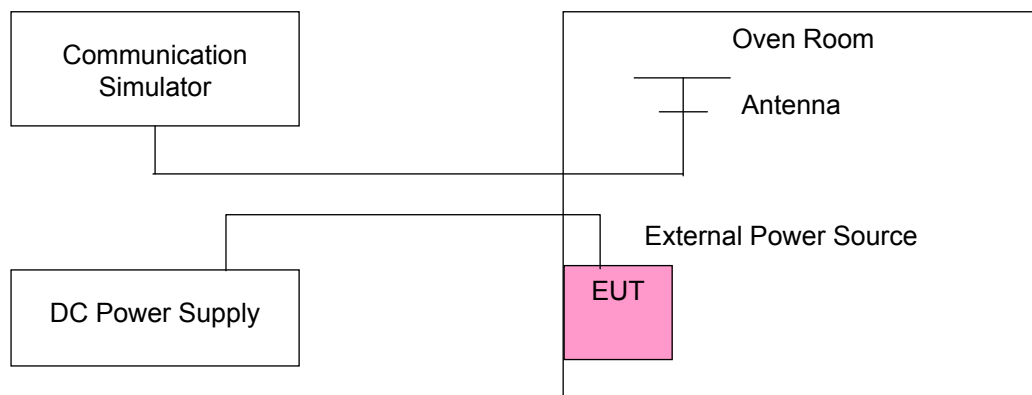 Communication
Simulator
Oven Room
Antenna
External Power Source
DC Power Supply
EUT